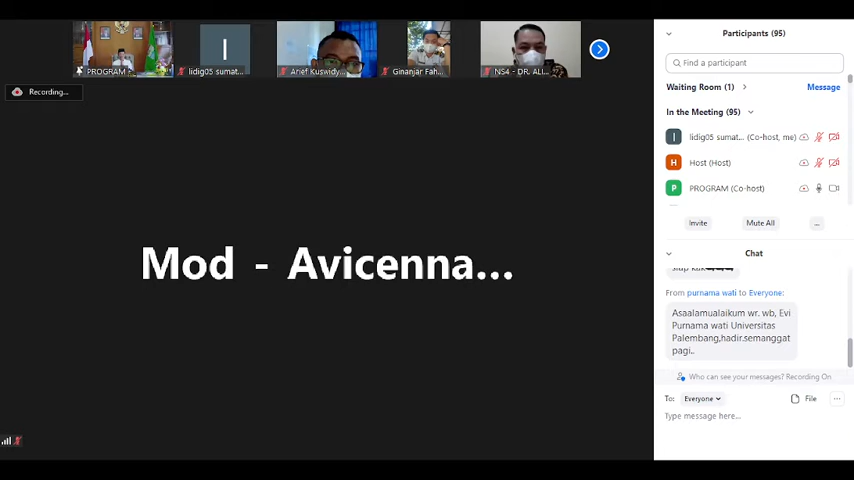 PROGRAM
lidig05 sumat...
Arief Kuswidy...
Ginanjar Fah...
NS4 - DR. ALI...
Recording...
Mod - Avicenna...
Participants (95)
Find a participant
Waiting Room (1)
Message
In the Meeting (95)
I
lidig05 sumat... (Co-host, me)
H
Host (Host)
P
PROGRAM (Co-host)
Invite
Mute All
...
Chat
From purnama wati to Everyone:
Asaalamualaikum wr. wb, Evi
Purnama wati Universitas
Palembang,hadir.semanggat
pagi..
Who can see your messages? Recording On
To: Everyone
File
...
Type message here...